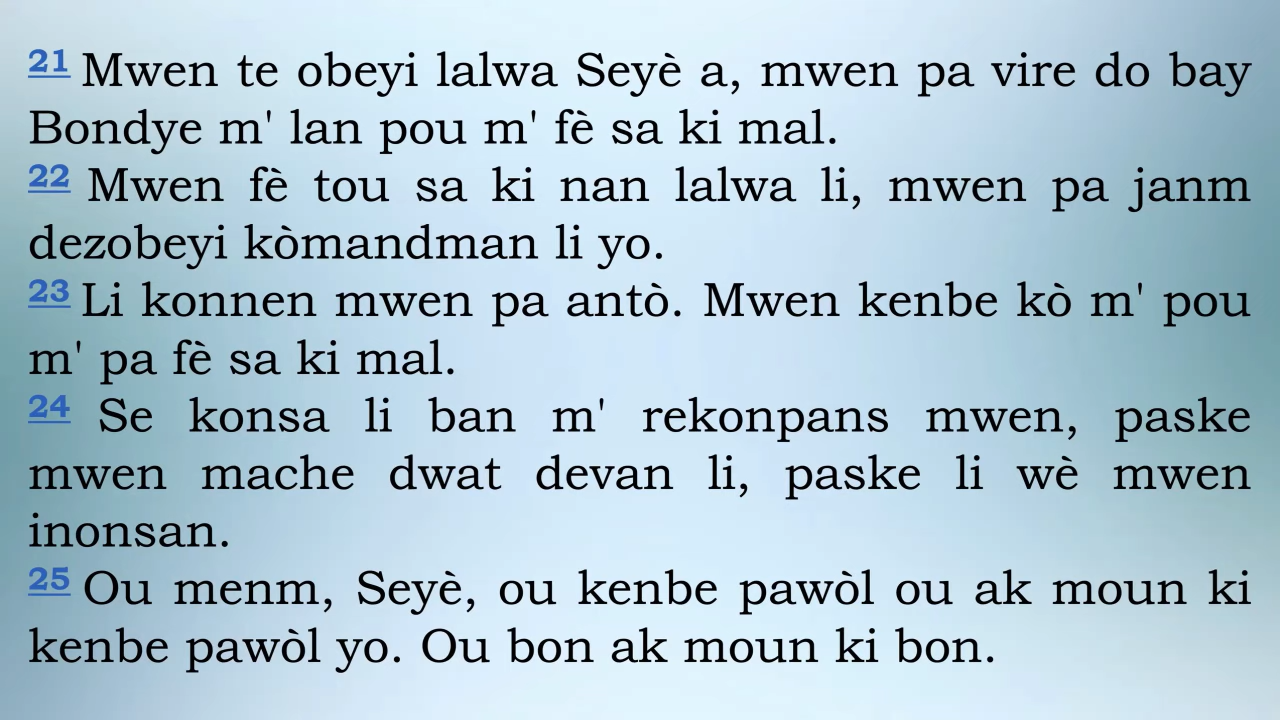 21 Mwen te obeyi lalwa Seyè a, mwen pa vire do bay
Bondye m' lan pou m' fè sa ki mal.
22 Mwen fè tou sa ki nan lalwa li, mwen pa janm
dezobeyi kòmandman li yo.
23 Li konnen mwen pa antò. Mwen kenbe kò m' pou
m' pa fè sa ki mal.
24 Se konsa li ban m' rekonpans mwen, paske
mwen mache dwat devan li, paske li wè mwen
inonsan.
25 Ou menm, Seyè, ou kenbe pawòl ou ak moun ki
kenbe pawòl yo. Ou bon ak moun ki bon.